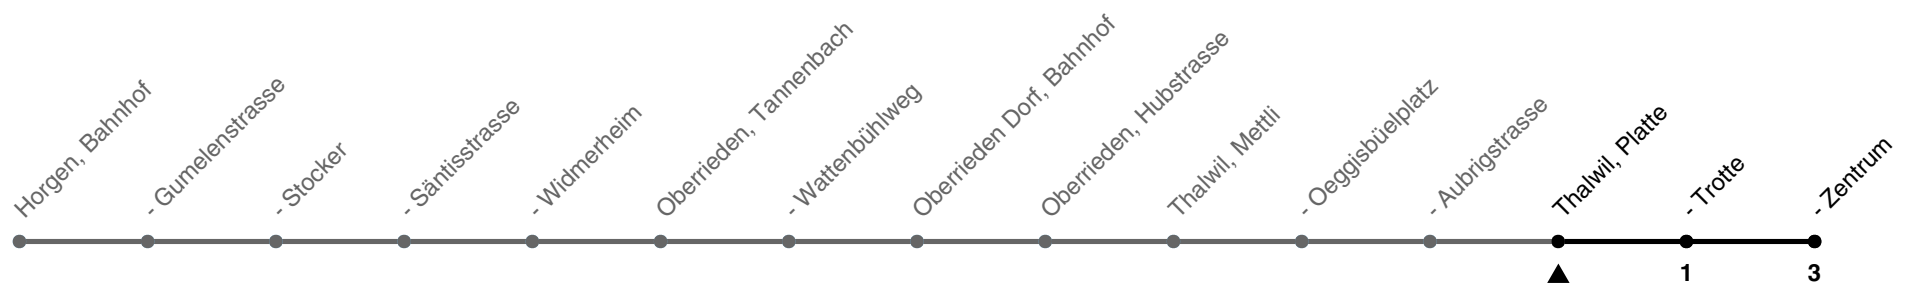 Horgen, Bahnhof
- Gumelenstrasse
- Stocker
- Säntisstrasse
- Widmerheim
Oberrieden, Tannenbach
- Wattenbühlweg
Oberrieden Dorf, Bahnhof
Oberrieden, Hubstrasse
Thalwil, Mettli
- Oeggisbüelplatz
- Aubrigstrasse
Thalwil, Platte
- Trotte
- Zentrum
1
3